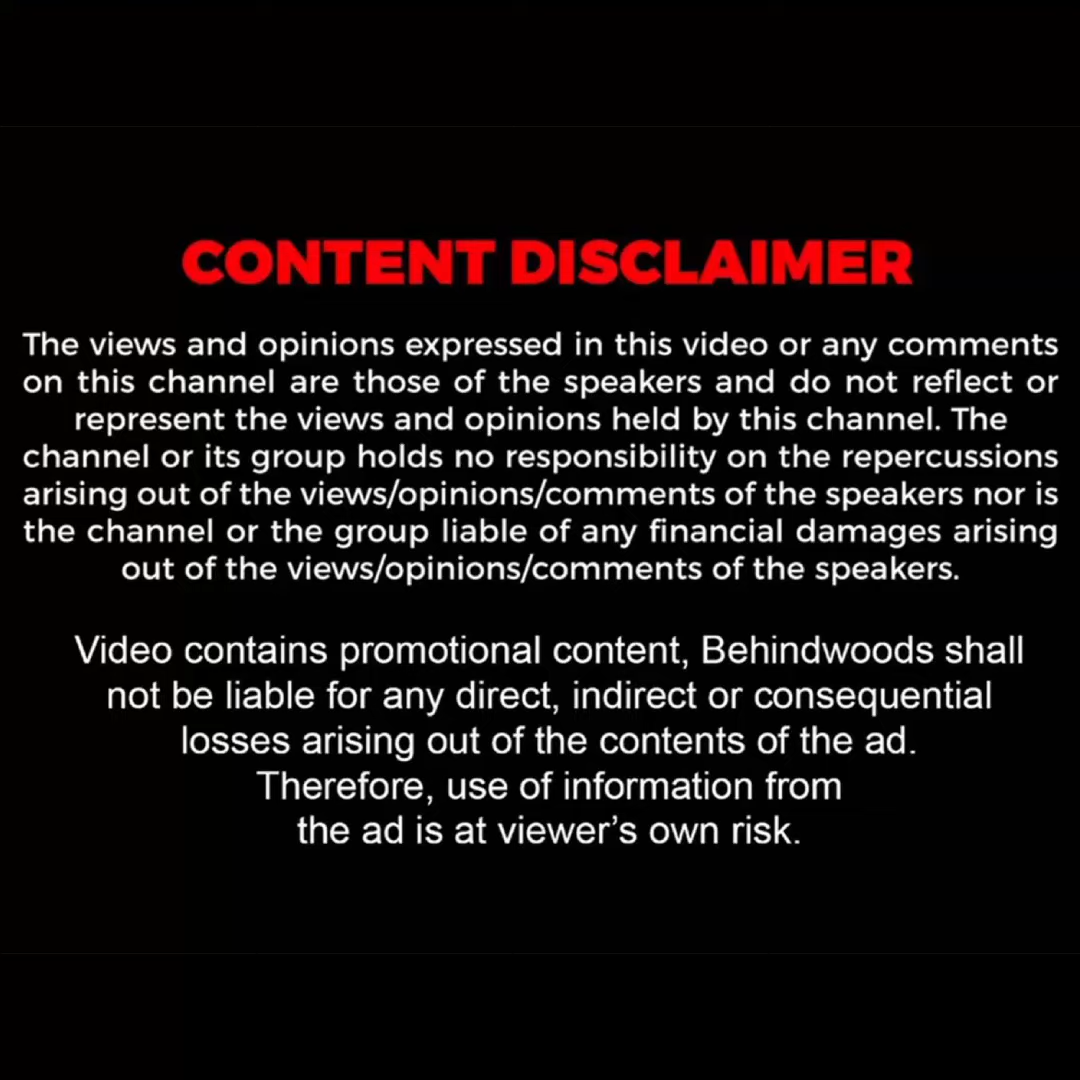 CONTENT DISCLAIMER
The views and opinions expressed in this video or any comments
on this channel are those of the speakers and do not reflect or
represent the views and opinions held by this channel. The
channel or its group holds no responsibility on the repercussions
arising out of the views/opinions/comments of the speakers nor is
the channel or the group liable of any financial damages arising
out of the views/opinions/comments of the speakers.
Video contains promotional content, Behindwoods shall
not be liable for any direct, indirect or consequential
losses arising out of the contents of the ad.
Therefore, use of information from
the ad is at viewer’s own risk.